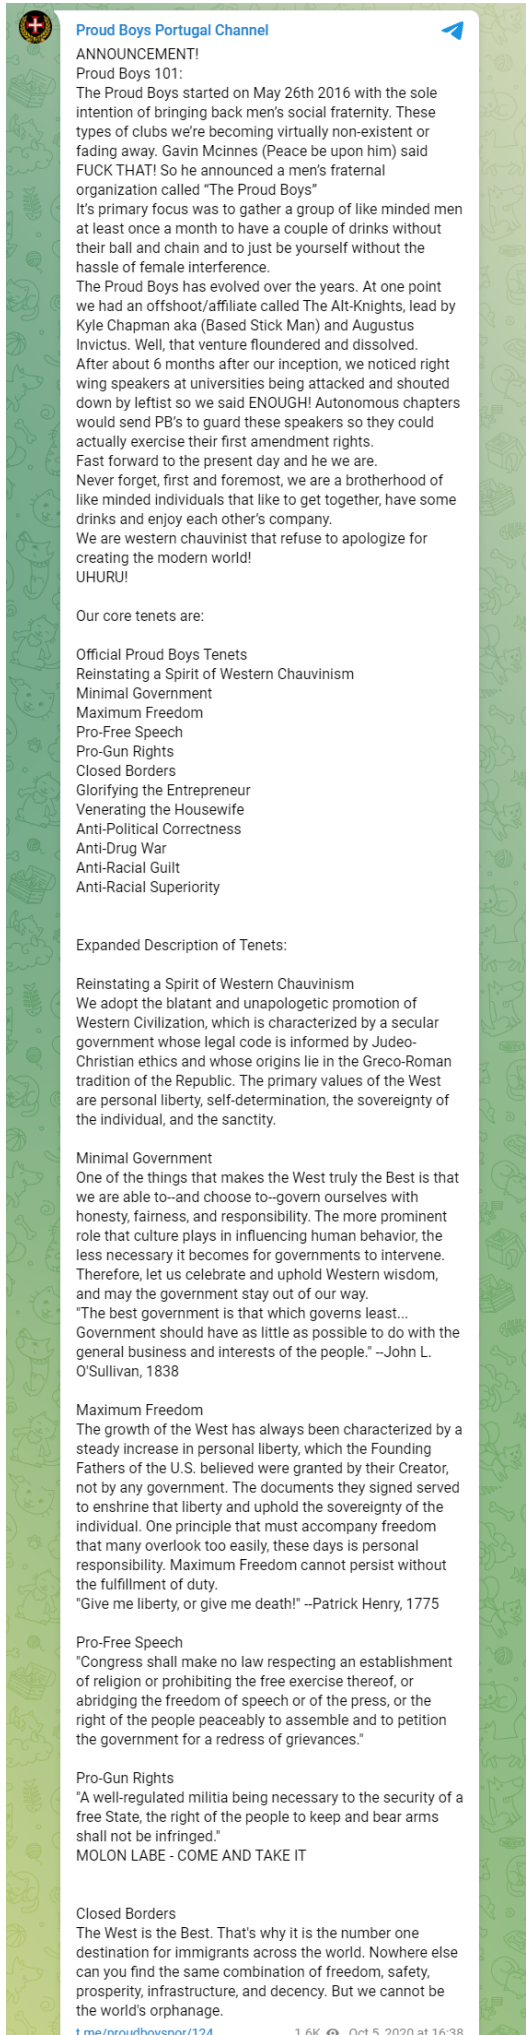 Proud Boys Portugal Channel
ANNOUNCEMENT!
Proud Boys 101:
The Proud Boys started on May 26th 2016 with the sole
intention of bringing back men's social fraternity. These
types of clubs we're becoming virtually non-existent or
fading away. Gavin Mcinnes (Peace be upon him) said
FUCK THAT! So he announced a men's fraternal
organization called "The Proud Boys"
It's primary focus was to gather a group of like minded men
at least once a month to have a couple of drinks without
their ball and chain and to just be yourself without the
hassle of female interference.
The Proud Boys has evolved over the years. At one point
we had an offshoot/affiliate called The Alt-Knights, lead by
Kyle Chapman aka (Based Stick Man) and Augustus
Invictus. Well, that venture floundered and dissolved.
After about 6 months after our inception, we noticed right
wing speakers at universities being attacked and shouted
down by leftist so we said ENOUGH! Autonomous chapters
would send PB's to guard these speakers so they could
actually exercise their first amendment rights.
Fast forward to the present day and he we are.
Never forget, first and foremost, we are a brotherhood of
like minded individuals that like to get together, have some
drinks and enjoy each other's company.
We are western chauvinist that refuse to apologize for
creating the modern world!
UHURU!
Our core tenets are:
Official Proud Boys Tenets
Reinstating a Spirit of Western Chauvinism
Minimal Government
Maximum Freedom
Pro-Free Speech
Pro-Gun Rights
Closed Borders
Glorifying the Entrepreneur
Venerating the Housewife
Anti-Political Correctness
Anti-Drug War
Anti-Racial Guilt
Anti-Racial Superiority
Expanded Description of Tenets:
Reinstating a Spirit of Western Chauvinism
We adopt the blatant and unapologetic promotion of
Western Civilization, which is characterized by a secular
government whose legal code is informed by Judeo-
Christian ethics and whose origins lie in the Greco-Roman
tradition of the Republic. The primary values of the West
are personal liberty, self-determination, the sovereignty of
the individual, and the sanctity.
Minimal Government
One of the things that makes the West truly the Best is that
we are able to--and choose to--govern ourselves with
honesty, fairness, and responsibility. The more prominent
role that culture plays in influencing human behavior, the
less necessary it becomes for governments to intervene.
Therefore, let us celebrate and uphold Western wisdom,
and may the government stay out of our way.
"The best government is that which governs least...
Government should have as little as possible to do with the
general business and interests of the people." --John L.
O'Sullivan, 1838
Maximum Freedom
The growth of the West has always been characterized by a
steady increase in personal liberty, which the Founding
Fathers of the U.S. believed were granted by their Creator,
not by any government. The documents they signed served
to enshrine that liberty and uphold the sovereignty of the
individual. One principle that must accompany freedom
that many overlook too easily, these days is personal
responsibility. Maximum Freedom cannot persist without
the fulfillment of duty.
"Give me liberty, or give me death!" --Patrick Henry, 1775
Pro-Free Speech
"Congress shall make no law respecting an establishment
of religion or prohibiting the free exercise thereof, or
abridging the freedom of speech or of the press, or the
right of the people peaceably to assemble and to petition
the government for a redress of grievances."
Pro-Gun Rights
"A well-regulated militia being necessary to the security of a
free State, the right of the people to keep and bear arms
shall not be infringed."
MOLON LABE - COME AND TAKE IT
Closed Borders
The West is the Best. That's why it is the number one
destination for immigrants across the world. Nowhere else
can you find the same combination of freedom, safety,
prosperity, infrastructure, and decency. But we cannot be
the world's orphanage.
t.me/proudboyspor/124 1.6K Oct 5, 2020 at 16:38